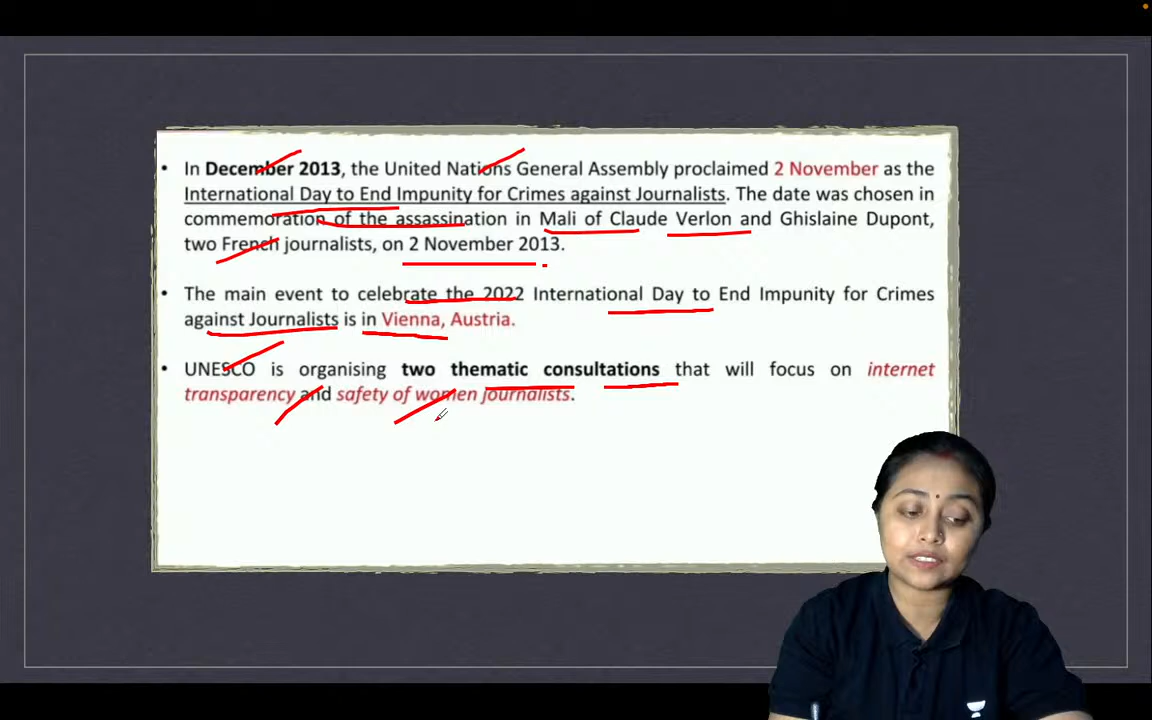 • In December 2013, the United Nations General Assembly proclaimed 2 November as the
International Day to End Impunity for Crimes against Journalists. The date was chosen in
commemoration of the assassination in Mali of Claude Verlon and Ghislaine Dupont,
two French journalists, on 2 November 2013.
• The main event to celebrate the 2022 International Day to End Impunity for Crimes
against Journalists is in Vienna, Austria.
• UNESCO is organising two thematic consultations that will focus on internet
transparency and safety of women journalists.